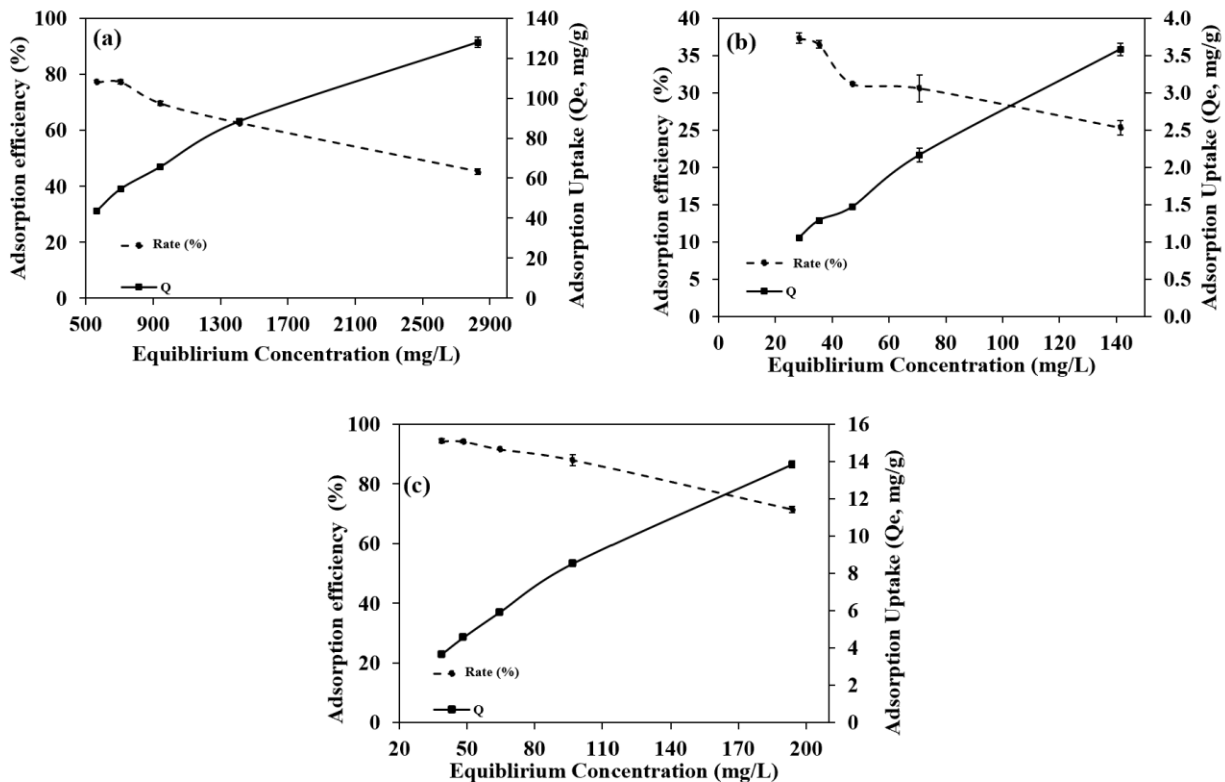 (a)
Adsorption efficiency (%)
100
80
60
40
20
0
140
120
100
80
60
40
20
0
Adsorption Uptake (Qe, mg/g)
Rate (%)
Q
500 900 1300 1700 2100 2500 2900
Equiblirium Concentration (mg/L)
(b)
Adsorption efficiency (%)
40
35
30
25
20
15
10
5
0
4.0
3.5
3.0
2.5
2.0
1.5
1.0
0.5
0.0
Adsorption Uptake (Qe, mg/g)
Rate (%)
Q
0 20 40 60 80 100 120 140
Equiblirium Concentration (mg/L)
(c)
Adsorption efficiency (%)
100
80
60
40
20
0
16
14
12
10
8
6
4
2
0
Adsorption Uptake (Qe, mg/g)
Rate (%)
Q
20 50 80 110 140 170 200
Equiblirium Concentration (mg/L)